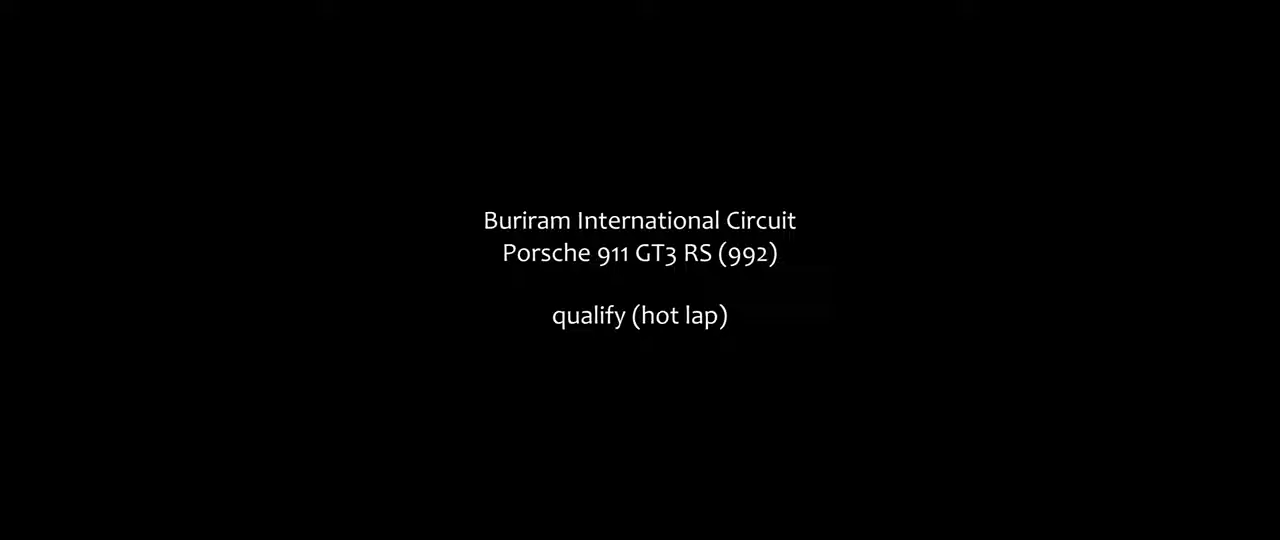 Buriram International Circuit
Porsche 911 GT3 RS (992)
qualify (hot lap)